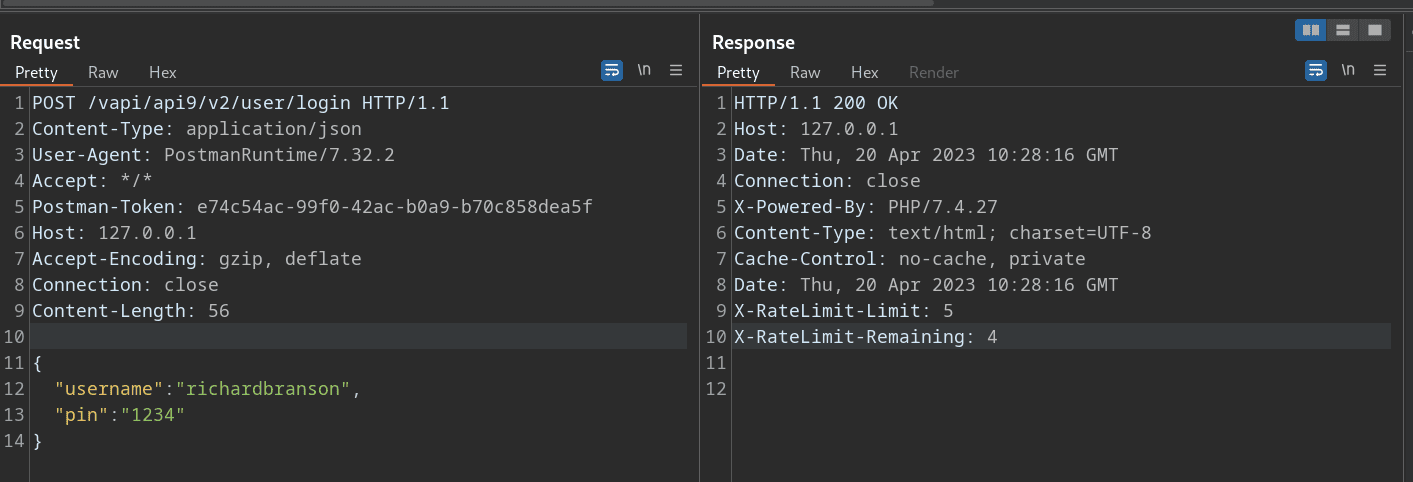 Request
Pretty Raw Hex \n
1 POST /vapi/api9/v2/user/login HTTP/1.1
2 Content-Type: application/json
3 User-Agent: PostmanRuntime/7.32.2
4 Accept: */*
5 Postman-Token: e74c54ac-99f0-42ac-b0a9-b70c858dea5f
6 Host: 127.0.0.1
7 Accept-Encoding: gzip, deflate
8 Connection: close
9 Content-Length: 56
10
11 {
12 "username":"richardbranson",
13 "pin":"1234"
14 }
Response
Pretty Raw Hex Render \n
1 HTTP/1.1 200 OK
2 Host: 127.0.0.1
3 Date: Thu, 20 Apr 2023 10:28:16 GMT
4 Connection: close
5 X-Powered-By: PHP/7.4.27
6 Content-Type: text/html; charset=UTF-8
7 Cache-Control: no-cache, private
8 Date: Thu, 20 Apr 2023 10:28:16 GMT
9 X-RateLimit-Limit: 5
10 X-RateLimit-Remaining: 4
11
12